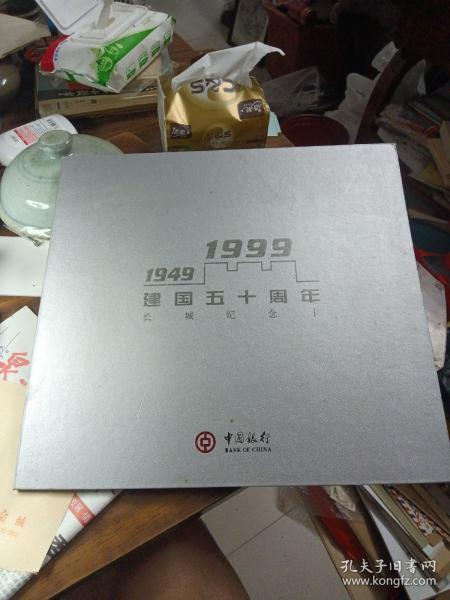 C&S
1999
1949
建国五十周年
长城纪念卡
中国银行
BANK OF CHINA
孔夫子旧书网
www.kongfz.com